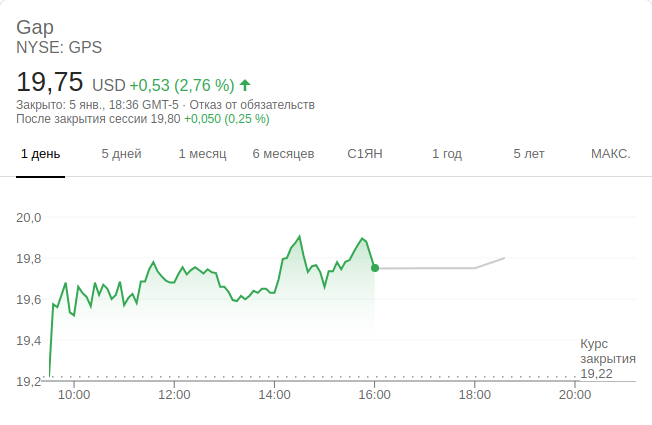 Gap
NYSE: GPS
19,75 USD +0,53 (2,76 %)
Закрыто: 5 янв., 18:36 GMT-5 · Отказ от обязательств
После закрытия сессии 19,80 +0,050 (0,25 %)
1 день 5 дней 1 месяц 6 месяцев С1ЯН 1 год 5 лет МАКС.
20,0
19,8
19,6
19,4
Курс
закрытия
19,22
19,2
10:00 12:00 14:00 16:00 18:00 20:00